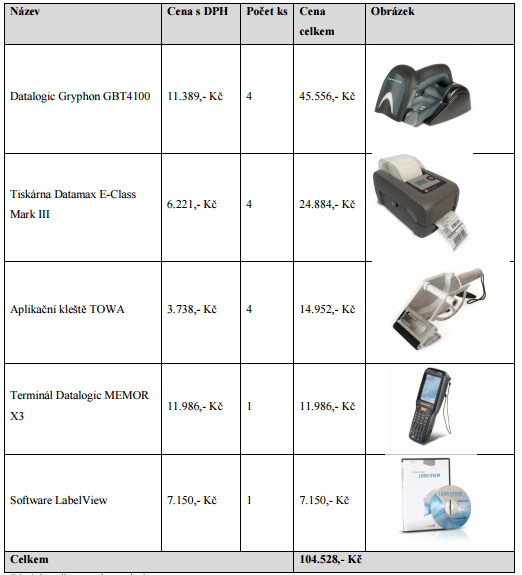 Název Cena s DPH Počet ks Cena celkem Obrázek
Datalogic Gryphon GBT4100 11.389,- Kč 4 45.556,- Kč
Tiskárna Datamax E-Class Mark III 6.221,- Kč 4 24.884,- Kč
Aplikační kleště TOWA 3.738,- Kč 4 14.952,- Kč
Terminál Datalogic MEMOR X3 11.986,- Kč 1 11.986,- Kč
Software LabelView 7.150,- Kč 1 7.150,- Kč
LABELVIEW
Celkem 104.528,- Kč